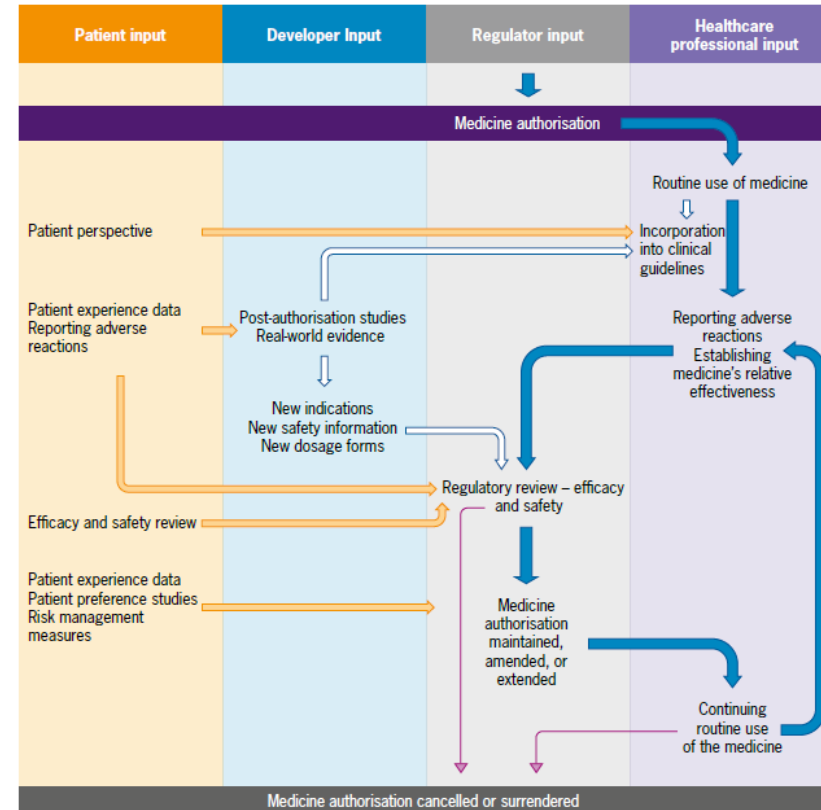 Patient input
Developer Input
Regulator input
Healthcare
professional input
Medicine authorisation
Routine use of medicine
Patient perspective
Incorporation
into clinical
guidelines
Patient experience data
Reporting adverse
reactions
Post-authorisation studies
Real-world evidence
Reporting adverse
reactions
Establishing
medicine's relative
effectiveness
New indications
New safety information
New dosage forms
Regulatory review – efficacy
and safety
Efficacy and safety review
Patient experience data
Patient preference studies
Risk management
measures
Medicine
authorisation
maintained,
amended, or
extended
Continuing
routine use
of the medicine
Medicine authorisation cancelled or surrendered